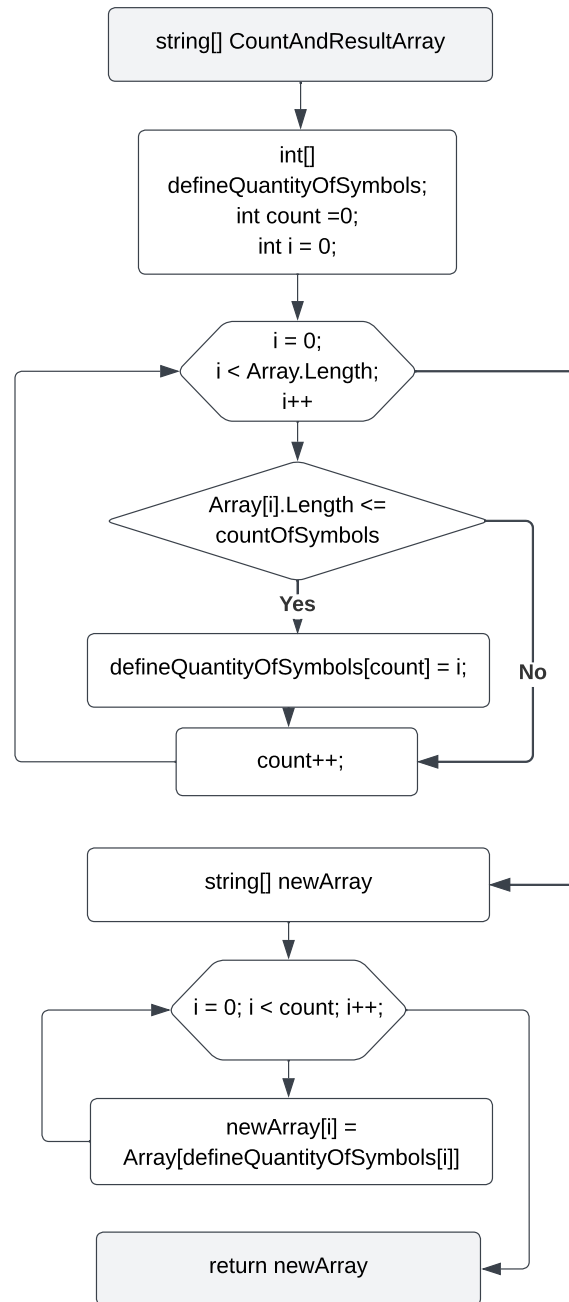 string[] CountAndResultArray
int[]
defineQuantityOfSymbols;
int count =0;
int i = 0;
i = 0;
i < Array.Length;
i++
Array[i].Length <=
countOfSymbols
Yes
defineQuantityOfSymbols[count] = i;
No
count++;
string[] newArray
i = 0; i < count; i++;
newArray[i] =
Array[defineQuantityOfSymbols[i]]
return newArray